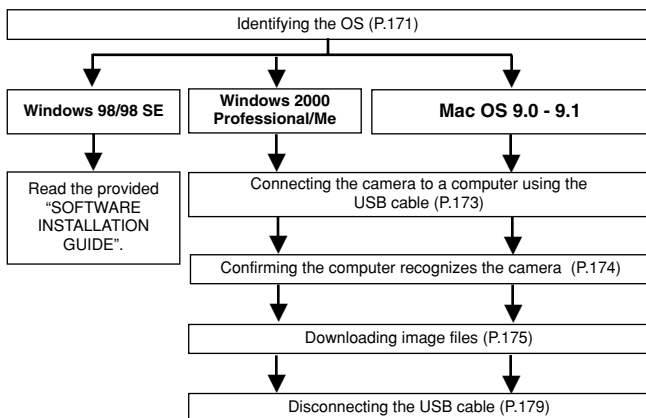 Identifying the OS (P.171)
Windows 98/98 SE
Windows 2000
Professional/Me
Mac OS 9.0 - 9.1
Read the provided
“SOFTWARE
INSTALLATION
GUIDE”.
Connecting the camera to a computer using the
USB cable (P.173)
Confirming the computer recognizes the camera (P.174)
Downloading image files (P.175)
Disconnecting the USB cable (P.179)